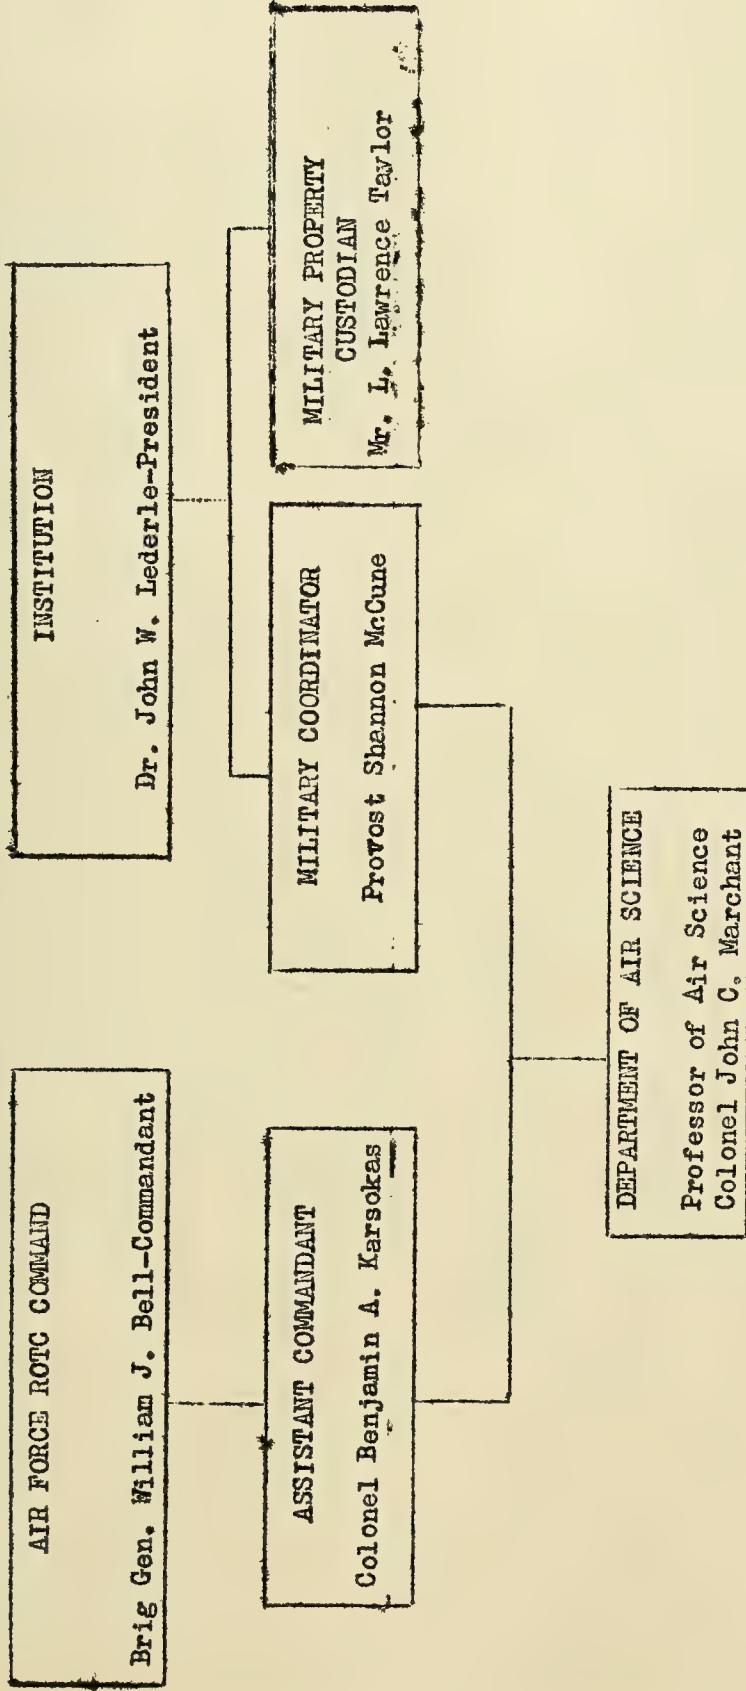 AIR FORCE ROTC COMMAND
Brig Gen. William J. Bell-Commandant
INSTITUTION
Dr. John W. Lederle-President
ASSISTANT COMMANDANT
Colonel Benjamin A. Karsokas
MILITARY COORDINATOR
Provost Shannon McCune
MILITARY PROPERTY
CUSTODIAN
Mr. L. Lawrence Taylor
DEPARTMENT OF AIR SCIENCE
Professor of Air Science
Colonel John C. Marchant